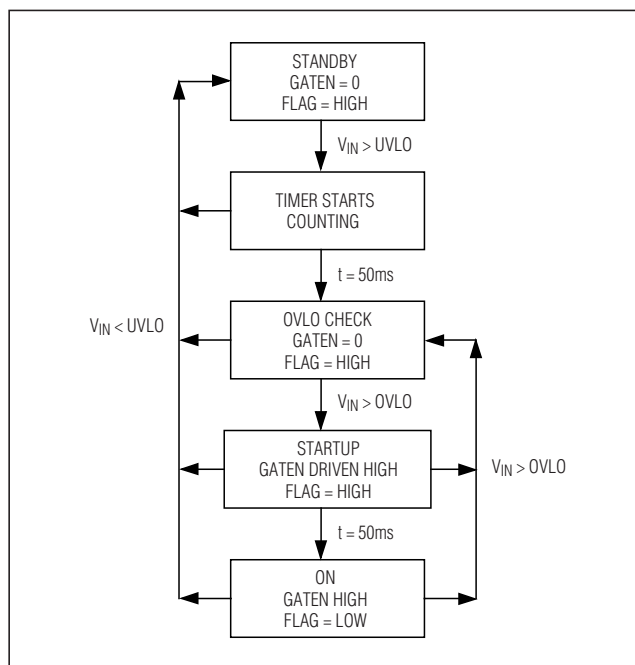 STANDBY
GATEN = 0
FLAG = HIGH
V_IN > UVLO
TIMER STARTS
COUNTING
t = 50ms
V_IN < UVLO
OVLO CHECK
GATEN = 0
FLAG = HIGH
V_IN > OVLO
STARTUP
GATEN DRIVEN HIGH
FLAG = HIGH
V_IN > OVLO
t = 50ms
ON
GATEN HIGH
FLAG = LOW